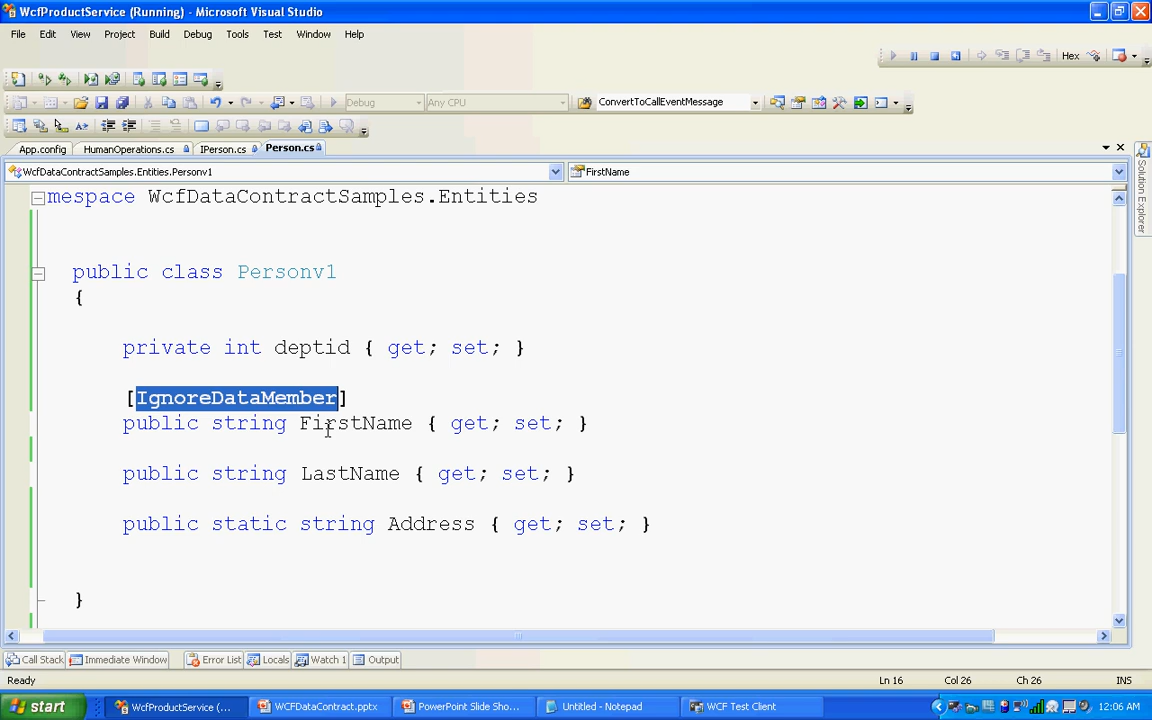 WcfProductService (Running) - Microsoft Visual Studio
File Edit View Project Build Debug Tools Test Window Help
Hex
Debug Any CPU ConvertToCallEventMessage
App.config HumanOperations.cs IPerson.cs Person.cs
WcfDataContractSamples.Entities.Personv1 FirstName
Solution Explorer
mespace WcfDataContractSamples.Entities
public class Personv1
{
private int deptid { get; set; }
[IgnoreDataMember]
public string FirstName { get; set; }
public string LastName { get; set; }
public static string Address { get; set; }
}
Call Stack Immediate Window Error List Locals Watch 1 Output
Ready Ln 16 Col 26 Ch 26 INS
start WcfProductService (... WCFDataContract.pptx PowerPoint Slide Sho... Untitled - Notepad WCF Test Client 12:06 AM